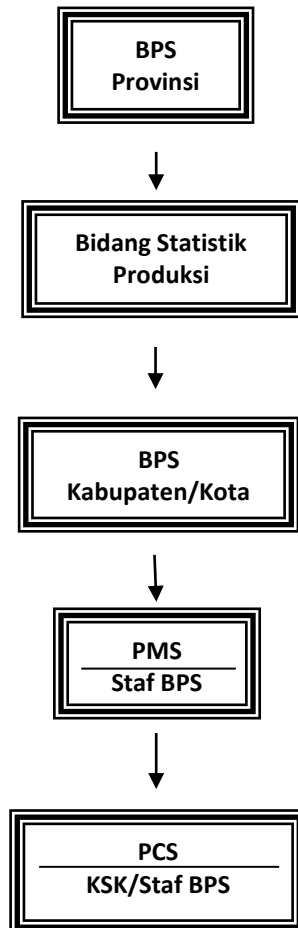 BPS
Provinsi
Bidang Statistik
Produksi
BPS
Kabupaten/Kota
PMS
Staf BPS
PCS
KSK/Staf BPS